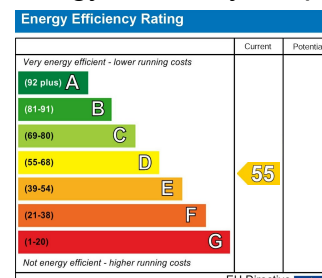 Energy Efficiency Rating
Current Potential
Very energy efficient - lower running costs
(92 plus) A
(81-91) B
(69-80) C
(55-68) D
55
(39-54) E
(21-38) F
(1-20) G
Not energy efficient - higher running costs